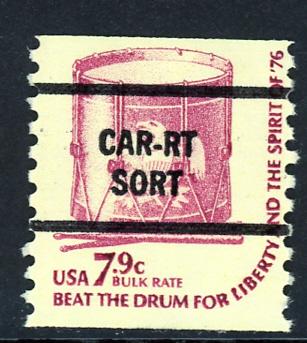 CAR-RT
SORT
USA 7.9c
BULK RATE
BEAT THE DRUM FOR LIBERTY AND THE SPIRIT OF '76